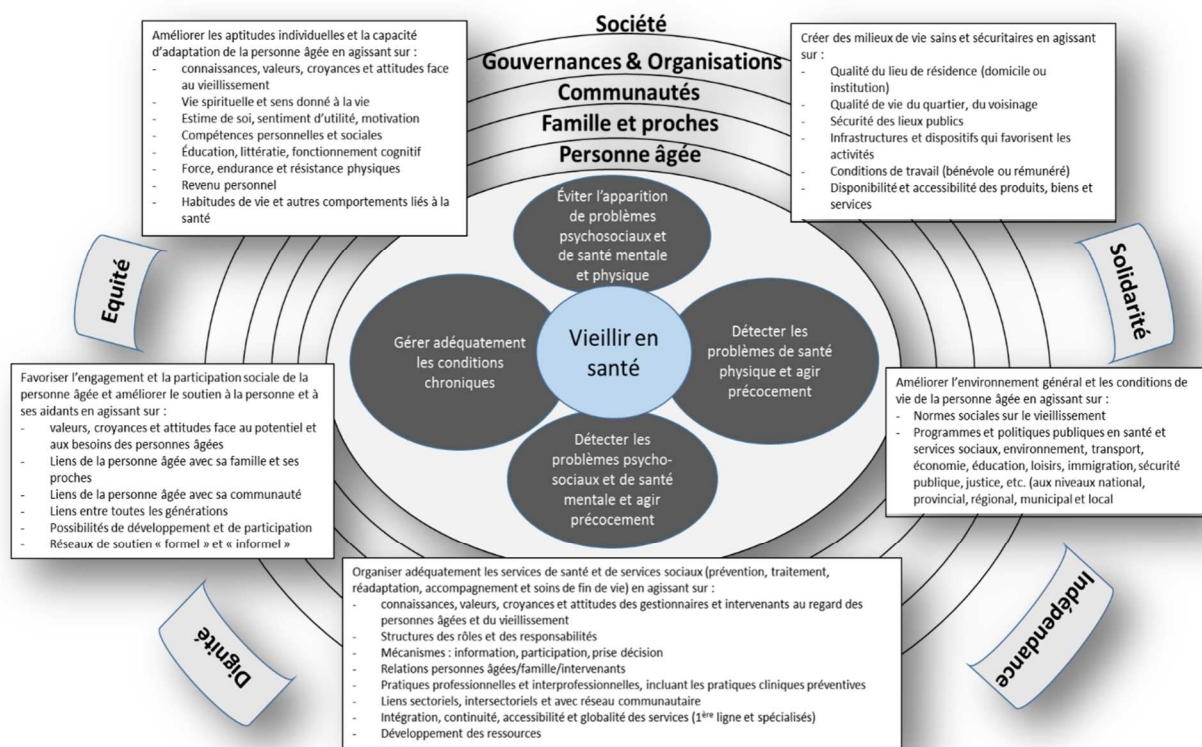 Société
Gouvernances & Organisations
Communautés
Famille et proches
Personne âgée
Améliorer les aptitudes individuelles et la capacité
d'adaptation de la personne âgée en agissant sur :
- connaissances, valeurs, croyances et attitudes face
au vieillissement
- Vie spirituelle et sens donné à la vie
- Estime de soi, sentiment d'utilité, motivation
- Compétences personnelles et sociales
- Éducation, littératie, fonctionnement cognitif
- Force, endurance et résistance physiques
- Revenu personnel
- Habitudes de vie et autres comportements liés à la
santé
Créer des milieux de vie sains et sécuritaires en agissant
sur :
- Qualité du lieu de résidence (domicile ou
institution)
- Qualité de vie du quartier, du voisinage
- Sécurité des lieux publics
- Infrastructures et dispositifs qui favorisent les
activités
- Conditions de travail (bénévole ou rémunéré)
- Disponibilité et accessibilité des produits, biens et
services
Équité
Solidarité
Éviter l'apparition
de problèmes
psychosociaux et
de santé mentale
et physique
Gérer adéquatement
les conditions
chroniques
Vieillir en
santé
Détecter les
problèmes de santé
physique et agir
précocement
Détecter les
problèmes psycho-
sociaux et de santé
mentale et agir
précocement
Favoriser l'engagement et la participation sociale de la
personne âgée et améliorer le soutien à la personne et à
ses aidants en agissant sur :
- valeurs, croyances et attitudes face au potentiel et
aux besoins des personnes âgées
- Liens de la personne âgée avec sa famille et ses
proches
- Liens de la personne âgée avec sa communauté
- Liens entre toutes les générations
- Possibilités de développement et de participation
- Réseaux de soutien « formel » et « informel »
Améliorer l'environnement général et les conditions de
vie de la personne âgée en agissant sur :
- Normes sociales sur le vieillissement
- Programmes et politiques publiques en santé et
services sociaux, environnement, transport,
économie, éducation, loisirs, immigration, sécurité
publique, justice, etc. (aux niveaux national,
provincial, régional, municipal et local
Dignité
Indépendance
Organiser adéquatement les services de santé et de services sociaux (prévention, traitement,
réadaptation, accompagnement et soins de fin de vie) en agissant sur :
- connaissances, valeurs, croyances et attitudes des gestionnaires et intervenants au regard des
personnes âgées et du vieillissement
- Structures des rôles et des responsabilités
- Mécanismes : information, participation, prise décision
- Relations personnes âgées/famille/intervenants
- Pratiques professionnelles et interprofessionnelles, incluant les pratiques cliniques préventives
- Liens sectoriels, intersectoriels et avec réseau communautaire
- Intégration, continuité, accessibilité et globalité des services (1ère ligne et spécialisés)
- Développement des ressources